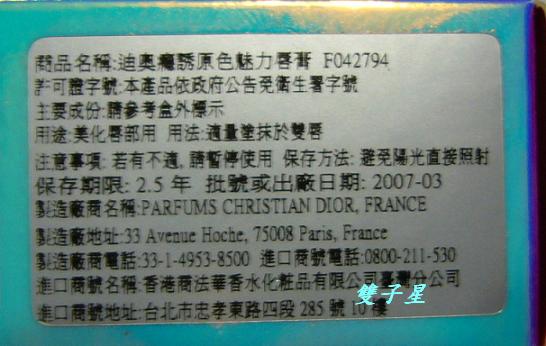 商品名稱:迪奧癮誘原色魅力唇膏 F042794
許可證字號:本產品依政府公告免衛生署字號
主要成份:請參考盒外標示
用途:美化唇部用 用法:適量塗抹於雙唇
注意事項: 若有不適, 請暫停使用 保存方法: 避免陽光直接照射
保存期限: 2.5 年 批號或出廠日期: 2007-03
製造廠商名稱:PARFUMS CHRISTIAN DIOR, FRANCE
製造廠地址:33 Avenue Hoche, 75008 Paris, France
製造廠商電話:33-1-4953-8500 進口商號電話:0800-211-530
進口商號名稱:香港商法華香水化粧品有限公司臺灣分公司
進口商號地址:台北市忠孝東路四段 285 號 10 樓
雙子星